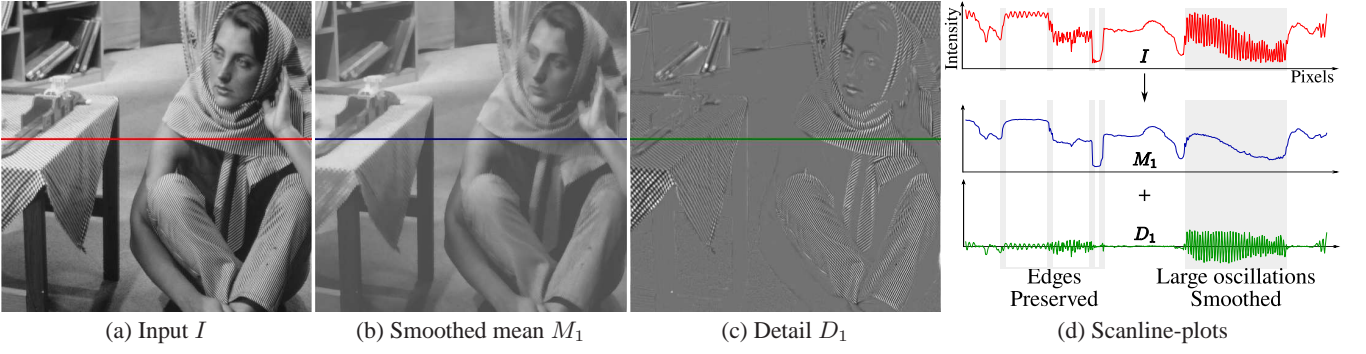 Intensity
I
Pixels
M₁
+
D₁
Edges
Preserved
Large oscillations
Smoothed
(a) Input I
(b) Smoothed mean M₁
(c) Detail D₁
(d) Scanline-plots